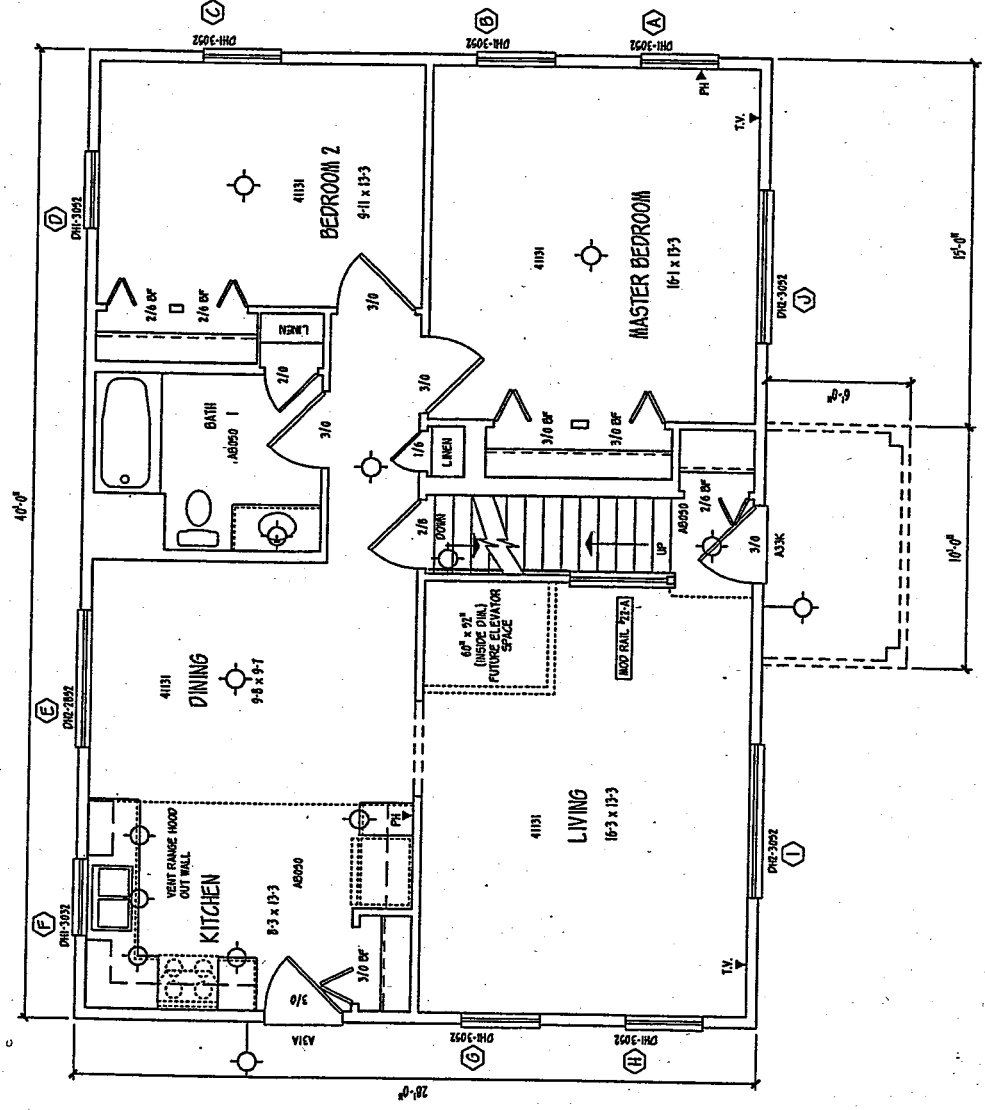 C
DH1-3052
B
DH1-3052
A
DH1-3052
40'-0"
D
DH1-3052
2/6 BF
2/6 BF
41131
BEDROOM 2
9-11 x 13-3
3/0
LINEN
2/0
BATH 1
AB050
3/0
3/0
1/6
LINEN
41131
MASTER BEDROOM
16-1 x 13-3
PH
T.V.
3/0 BF
3/0 BF
DH2-3052
J
15'-0"
6'-0"
10'-0"
2/8
DOWN
UP
AB050
2/6 BF
3/0
A33K
E
DH2-2852
41131
DINING
9-8 x 9-7
60" x 52"
(INSIDE DIM.)
FUTURE ELEVATOR
SPACE
MOD RAIL *22-A
F
DH1-3032
VENT RANGE HOOD
OUT WALL
KITCHEN
8-3 x 13-3
AB050
PH
3/0
3/0 BF
A31A
41131
LIVING
16-3 x 13-3
DH2-3052
I
T.V.
DH1-3052
G
DH1-3052
H
28'-0"